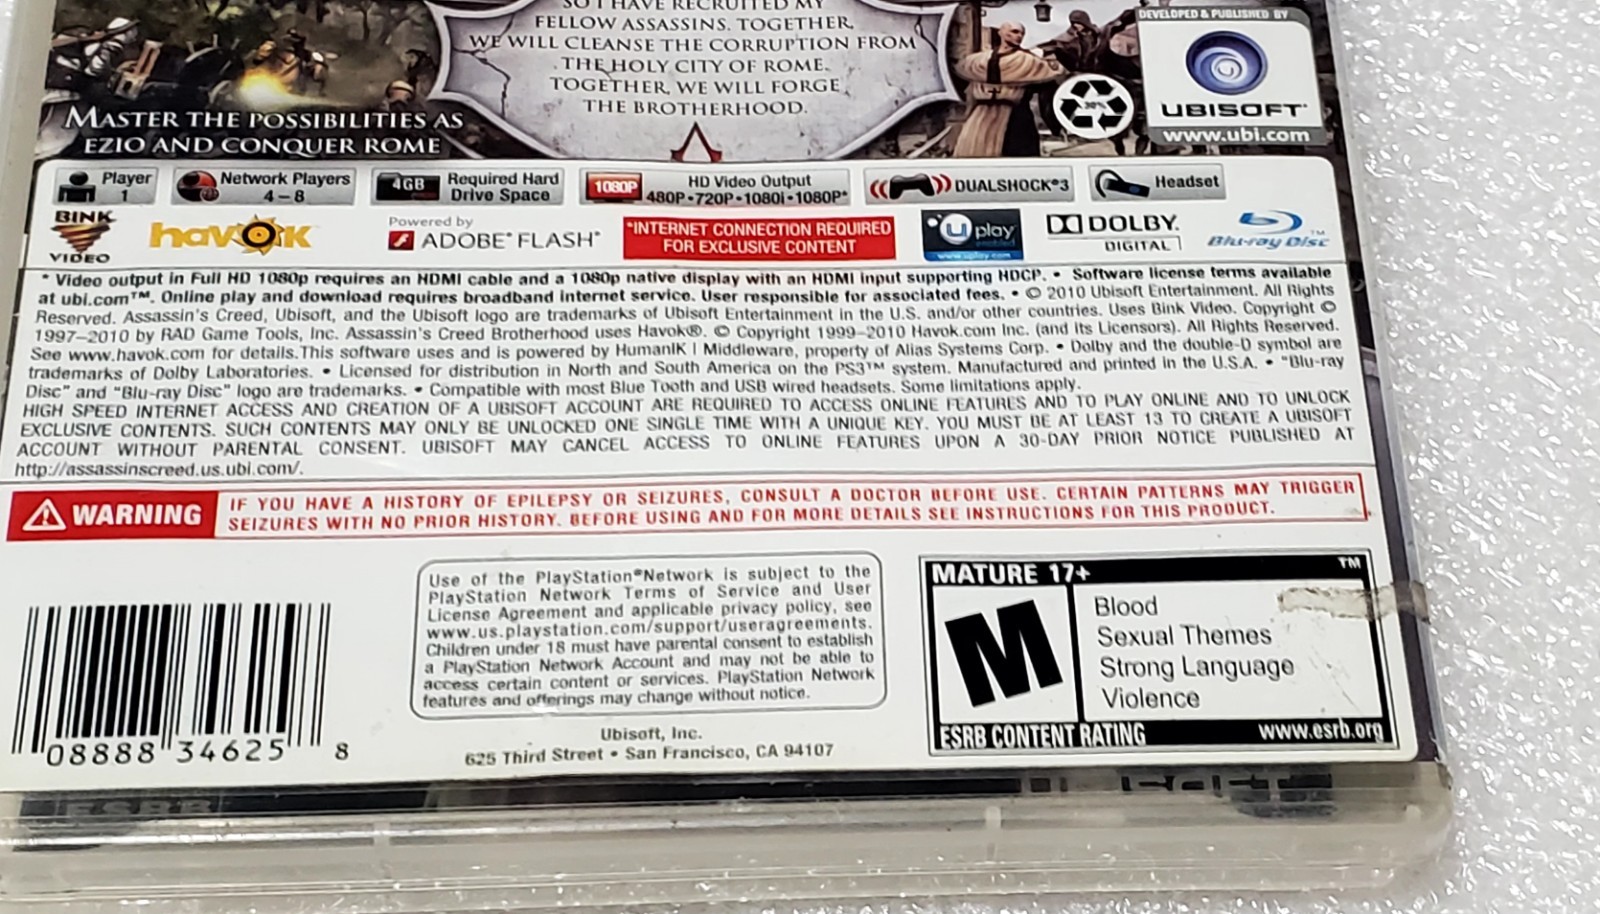 SO I HAVE RECRUITED MY
FELLOW ASSASSINS. TOGETHER,
WE WILL CLEANSE THE CORRUPTION FROM
THE HOLY CITY OF ROME.
TOGETHER, WE WILL FORGE
THE BROTHERHOOD.
MASTER THE POSSIBILITIES AS
EZIO AND CONQUER ROME
30%
DEVELOPED & PUBLISHED BY
UBISOFT
www.ubi.com
Player
1
Network Players
4–8
4GB
Required Hard
Drive Space
1080P
HD Video Output
480P•720P•1080i•1080P*
DUALSHOCK®3
Headset
BINK
VIDEO
havok
Powered by
ADOBE® FLASH®
*INTERNET CONNECTION REQUIRED
FOR EXCLUSIVE CONTENT
Uplay
enabled
www.uplay.com
DOLBY
DIGITAL
Blu-ray Disc™
* Video output in Full HD 1080p requires an HDMI cable and a 1080p native display with an HDMI input supporting HDCP. • Software license terms available
at ubi.com™. Online play and download requires broadband internet service. User responsible for associated fees. • © 2010 Ubisoft Entertainment. All Rights
Reserved. Assassin's Creed, Ubisoft, and the Ubisoft logo are trademarks of Ubisoft Entertainment in the U.S. and/or other countries. Uses Bink Video. Copyright ©
1997–2010 by RAD Game Tools, Inc. Assassin's Creed Brotherhood uses Havok®. © Copyright 1999–2010 Havok.com Inc. (and its Licensors). All Rights Reserved.
See www.havok.com for details.This software uses and is powered by HumanIK | Middleware, property of Alias Systems Corp. • Dolby and the double-D symbol are
trademarks of Dolby Laboratories. • Licensed for distribution in North and South America on the PS3™ system. Manufactured and printed in the U.S.A. • "Blu-ray
Disc" and "Blu-ray Disc" logo are trademarks. • Compatible with most Blue Tooth and USB wired headsets. Some limitations apply.
HIGH SPEED INTERNET ACCESS AND CREATION OF A UBISOFT ACCOUNT ARE REQUIRED TO ACCESS ONLINE FEATURES AND TO PLAY ONLINE AND TO UNLOCK
EXCLUSIVE CONTENTS. SUCH CONTENTS MAY ONLY BE UNLOCKED ONE SINGLE TIME WITH A UNIQUE KEY. YOU MUST BE AT LEAST 13 TO CREATE A UBISOFT
ACCOUNT WITHOUT PARENTAL CONSENT. UBISOFT MAY CANCEL ACCESS TO ONLINE FEATURES UPON A 30-DAY PRIOR NOTICE PUBLISHED AT
http://assassinscreed.us.ubi.com/.
WARNING
IF YOU HAVE A HISTORY OF EPILEPSY OR SEIZURES, CONSULT A DOCTOR BEFORE USE. CERTAIN PATTERNS MAY TRIGGER
SEIZURES WITH NO PRIOR HISTORY. BEFORE USING AND FOR MORE DETAILS SEE INSTRUCTIONS FOR THIS PRODUCT.
08888 34625 8
Use of the PlayStation®Network is subject to the
PlayStation Network Terms of Service and User
License Agreement and applicable privacy policy, see
www.us.playstation.com/support/useragreements.
Children under 18 must have parental consent to establish
a PlayStation Network Account and may not be able to
access certain content or services. PlayStation Network
features and offerings may change without notice.
Ubisoft, Inc.
625 Third Street • San Francisco, CA 94107
MATURE 17+ ™
M
Blood
Sexual Themes
Strong Language
Violence
ESRB CONTENT RATING www.esrb.org